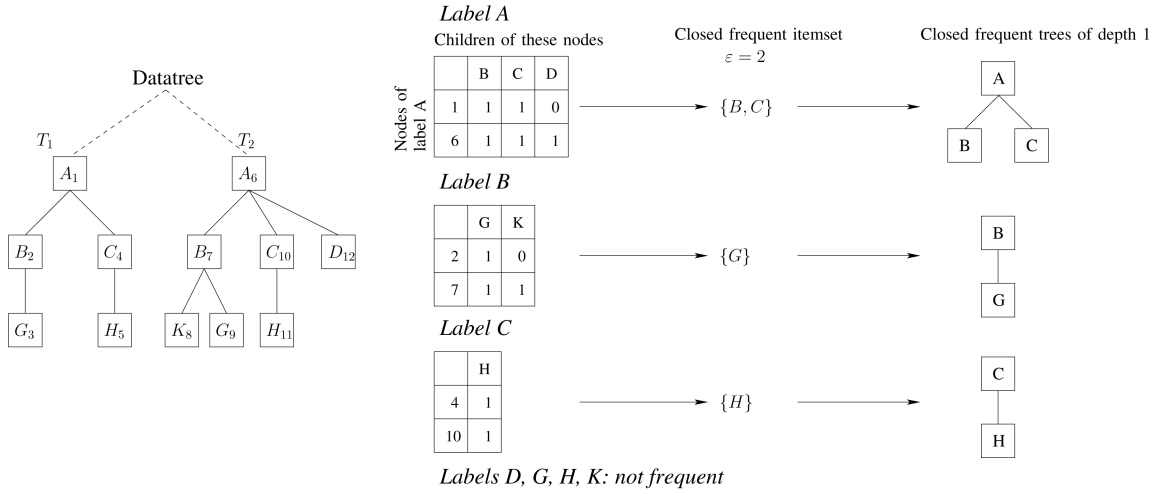 Datatree
T1 T2
A1 A6
B2 C4 B7 C10 D12
G3 H5 K8 G9 H11
Label A
Children of these nodes
Nodes of
label A
B C D
1 1 1 0
6 1 1 1
Closed frequent itemset
ε = 2
{B, C}
Closed frequent trees of depth 1
A
B C
Label B
G K
2 1 0
7 1 1
{G}
B
G
Label C
H
4 1
10 1
{H}
C
H
Labels D, G, H, K: not frequent